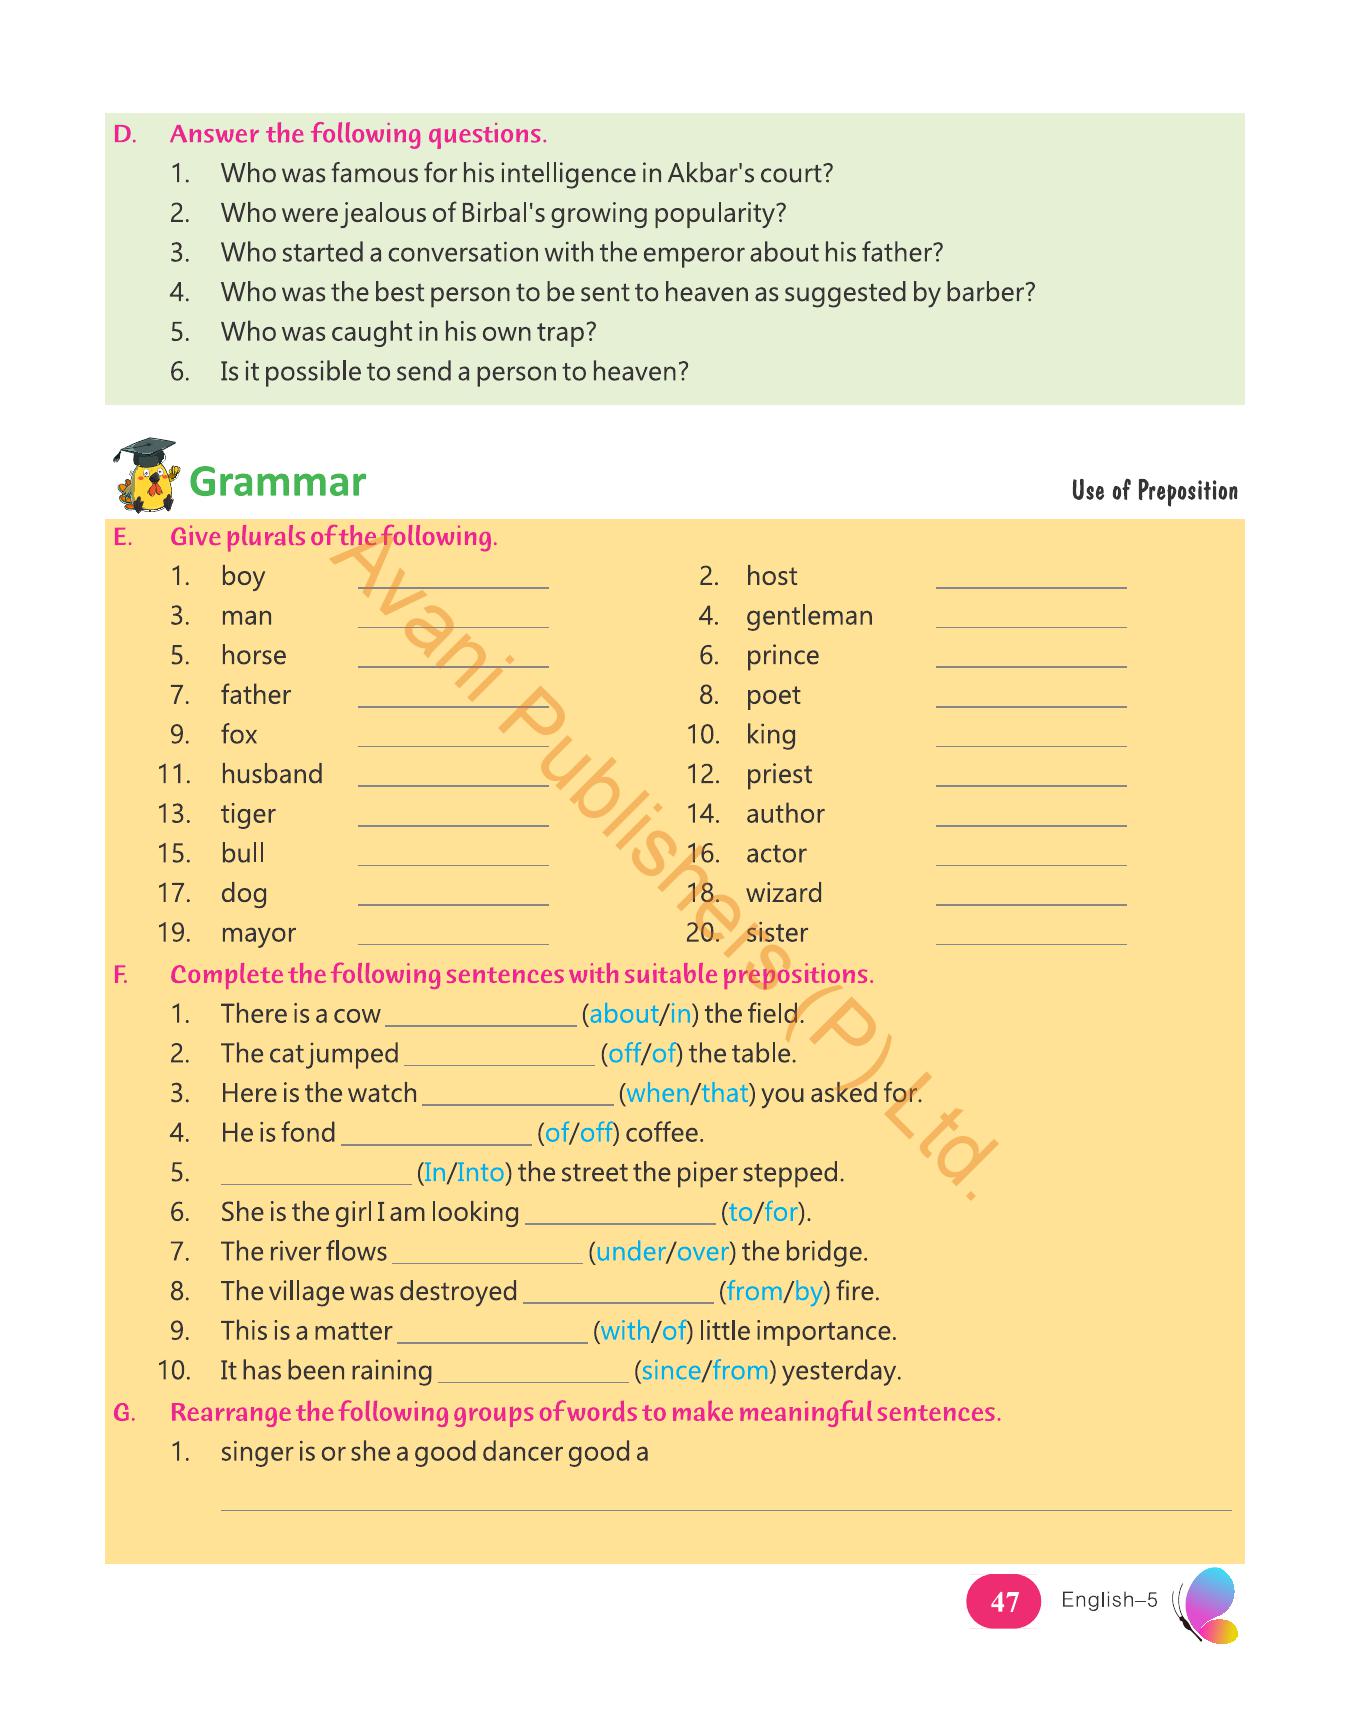 D. Answer the following questions.
1. Who was famous for his intelligence in Akbar's court?
2. Who were jealous of Birbal's growing popularity?
3. Who started a conversation with the emperor about his father?
4. Who was the best person to be sent to heaven as suggested by barber?
5. Who was caught in his own trap?
6. Is it possible to send a person to heaven?
Grammar
Use of Preposition
E. Give plurals of the following.
1. boy ____________ 2. host ____________
3. man ____________ 4. gentleman ____________
5. horse ____________ 6. prince ____________
7. father ____________ 8. poet ____________
9. fox ____________ 10. king ____________
11. husband ____________ 12. priest ____________
13. tiger ____________ 14. author ____________
15. bull ____________ 16. actor ____________
17. dog ____________ 18. wizard ____________
19. mayor ____________ 20. sister ____________
F. Complete the following sentences with suitable prepositions.
1. There is a cow ____________ (about/in) the field.
2. The cat jumped ____________ (off/of) the table.
3. Here is the watch ____________ (when/that) you asked for.
4. He is fond ____________ (of/off) coffee.
5. ____________ (In/Into) the street the piper stepped.
6. She is the girl I am looking ____________ (to/for).
7. The river flows ____________ (under/over) the bridge.
8. The village was destroyed ____________ (from/by) fire.
9. This is a matter ____________ (with/of) little importance.
10. It has been raining ____________ (since/from) yesterday.
G. Rearrange the following groups of words to make meaningful sentences.
1. singer is or she a good dancer good a
Avani Publishers (P) Ltd.
47 English–5